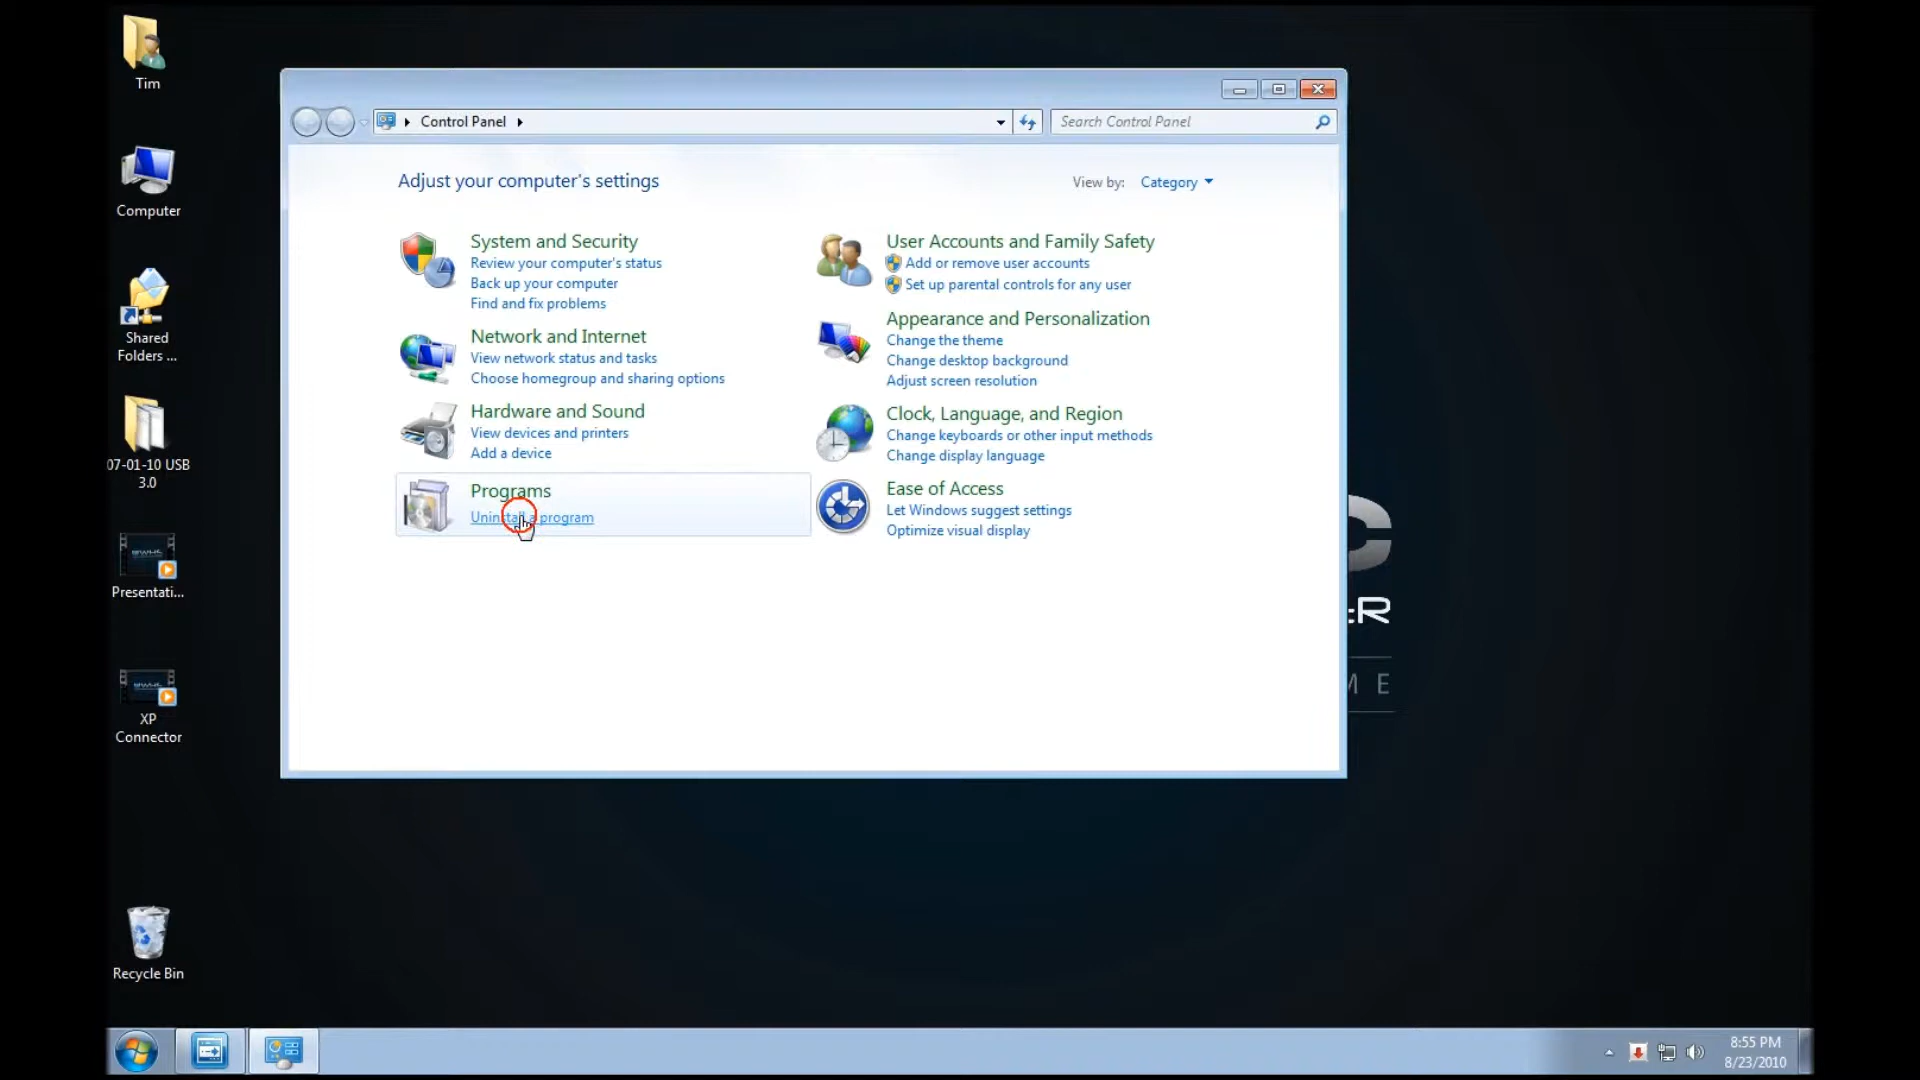 Tim
Computer
Shared
Folders ...
07-01-10 USB
3.0
Presentati...
XP
Connector
Recycle Bin
Control Panel
Search Control Panel
Adjust your computer's settings
View by: Category
System and Security
Review your computer's status
Back up your computer
Find and fix problems
Network and Internet
View network status and tasks
Choose homegroup and sharing options
Hardware and Sound
View devices and printers
Add a device
Programs
Uninstall a program
User Accounts and Family Safety
Add or remove user accounts
Set up parental controls for any user
Appearance and Personalization
Change the theme
Change desktop background
Adjust screen resolution
Clock, Language, and Region
Change keyboards or other input methods
Change display language
Ease of Access
Let Windows suggest settings
Optimize visual display
C
ER
M E
8:55 PM
8/23/2010